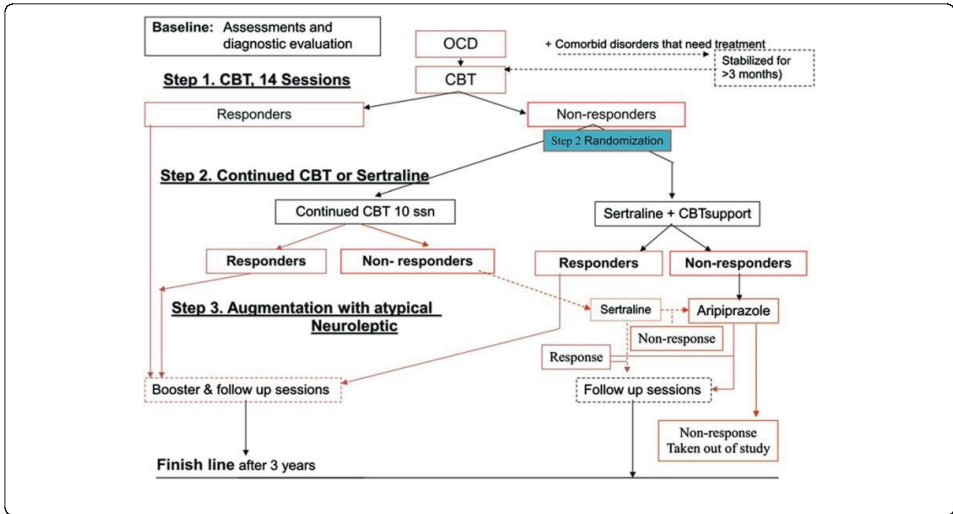 Baseline: Assessments and
diagnostic evaluation
OCD
+ Comorbid disorders that need treatment
Stabilized for
>3 months)
Step 1. CBT, 14 Sessions
CBT
Responders
Non-responders
Step 2 Randomization
Step 2. Continued CBT or Sertraline
Continued CBT 10 ssn
Sertraline + CBTsupport
Responders
Non- responders
Responders
Non-responders
Step 3. Augmentation with atypical
Neuroleptic
Sertraline
Aripiprazole
Non-response
Response
Booster & follow up sessions
Follow up sessions
Non-response
Taken out of study
Finish line after 3 years